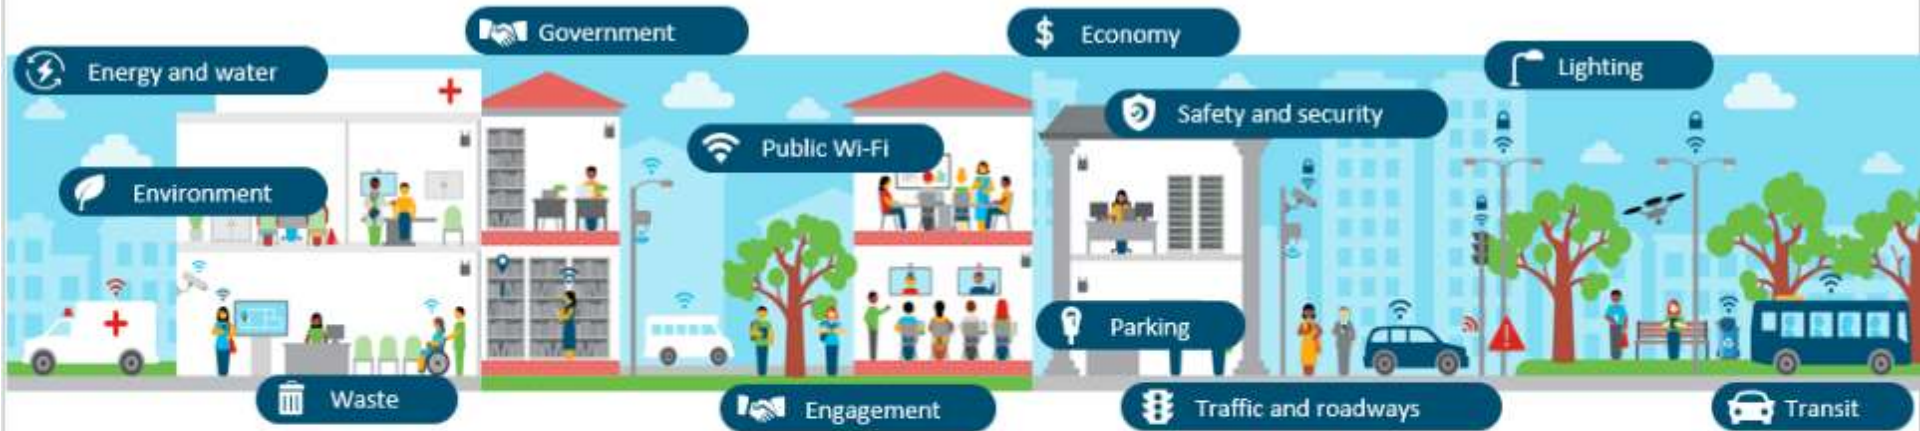 Government
Economy
Energy and water
Lighting
Safety and security
Public Wi-Fi
Environment
Parking
Waste
Engagement
Traffic and roadways
Transit